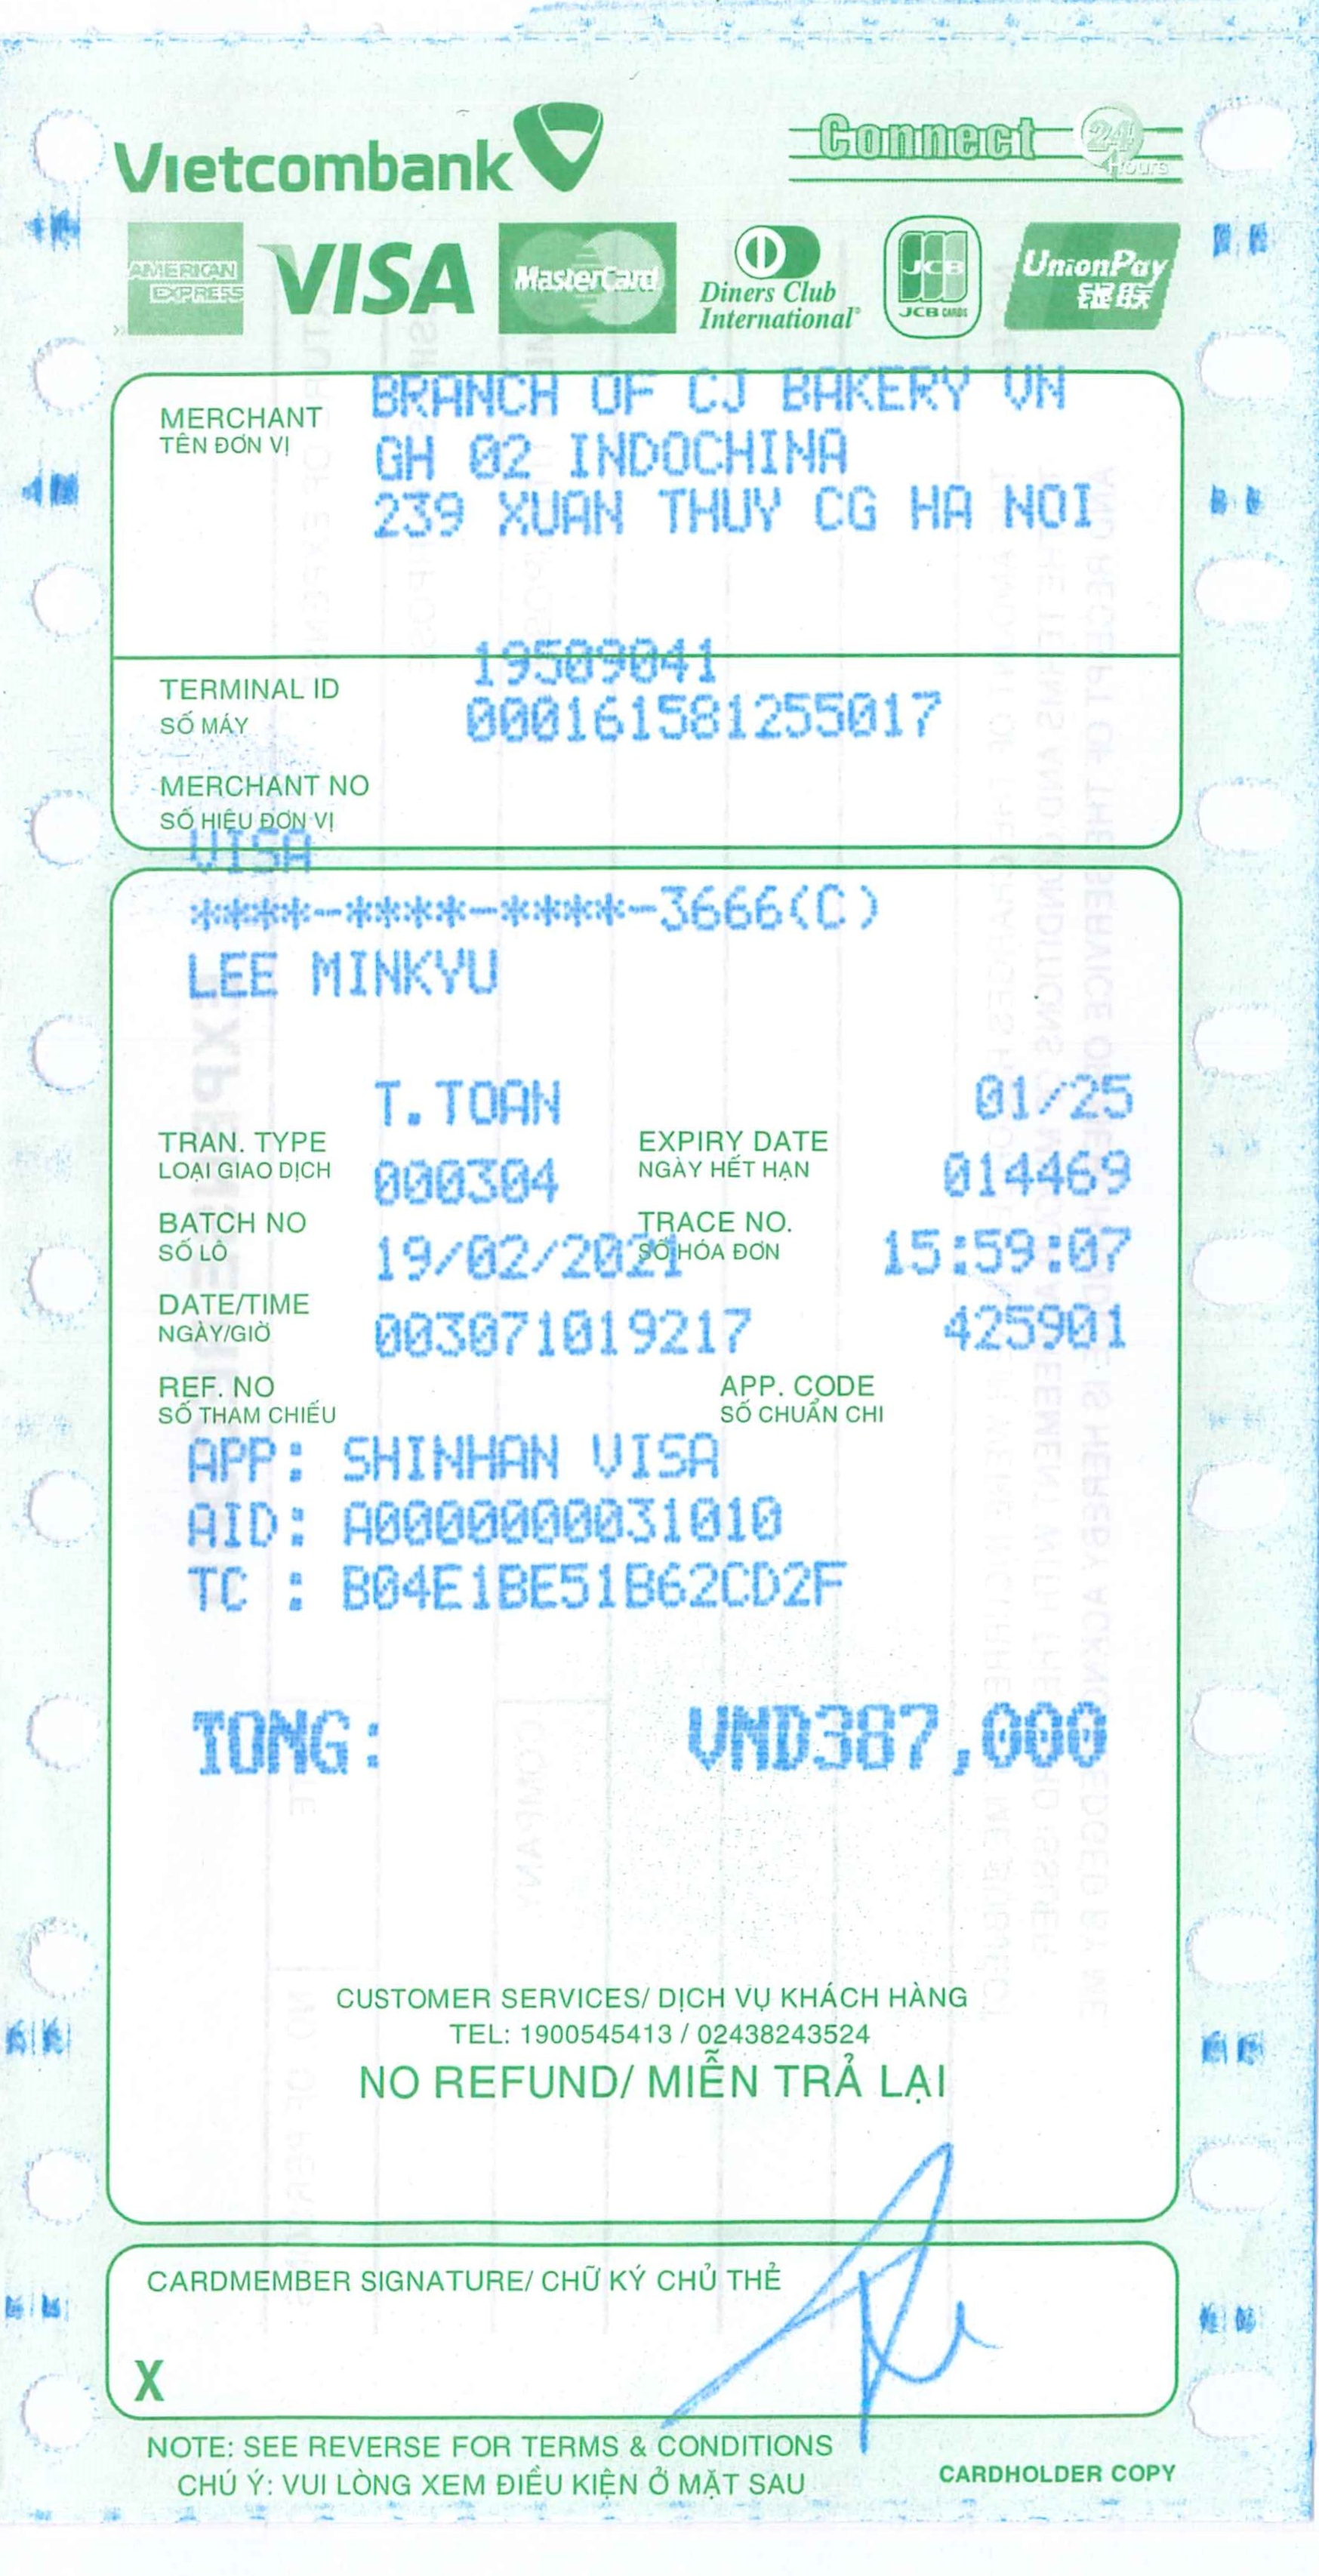 Vietcombank
Connect 24 Hours
AMERICAN EXPRESS
VISA
MasterCard
Diners Club International®
JCB
JCB CARDS
UnionPay 银联
MERCHANT
TÊN ĐƠN VỊ
BRANCH OF CJ BAKERY VN
GH 02 INDOCHINA
239 XUAN THUY CG HA NOI
19509041
TERMINAL ID
SỐ MÁY
000161581255017
MERCHANT NO
SỐ HIỆU ĐƠN VỊ
VISA
****-****-****-3666(C)
LEE MINKYU
T.TOAN 01/25
TRAN. TYPE EXPIRY DATE
LOẠI GIAO DỊCH NGÀY HẾT HẠN
000304 014469
BATCH NO TRACE NO.
SỐ LÔ SỐ HÓA ĐƠN
19/02/2021 15:59:07
DATE/TIME
NGÀY/GIỜ
003071019217 425901
REF. NO APP. CODE
SỐ THAM CHIẾU SỐ CHUẨN CHI
APP: SHINHAN VISA
AID: A0000000031010
TC : B04E1BE51B62CD2F
TONG: VND387,000
CUSTOMER SERVICES/ DỊCH VỤ KHÁCH HÀNG
TEL: 1900545413 / 02438243524
NO REFUND/ MIỄN TRẢ LẠI
CARDMEMBER SIGNATURE/ CHỮ KÝ CHỦ THẺ
X
NOTE: SEE REVERSE FOR TERMS & CONDITIONS
CHÚ Ý: VUI LÒNG XEM ĐIỀU KIỆN Ở MẶT SAU
CARDHOLDER COPY